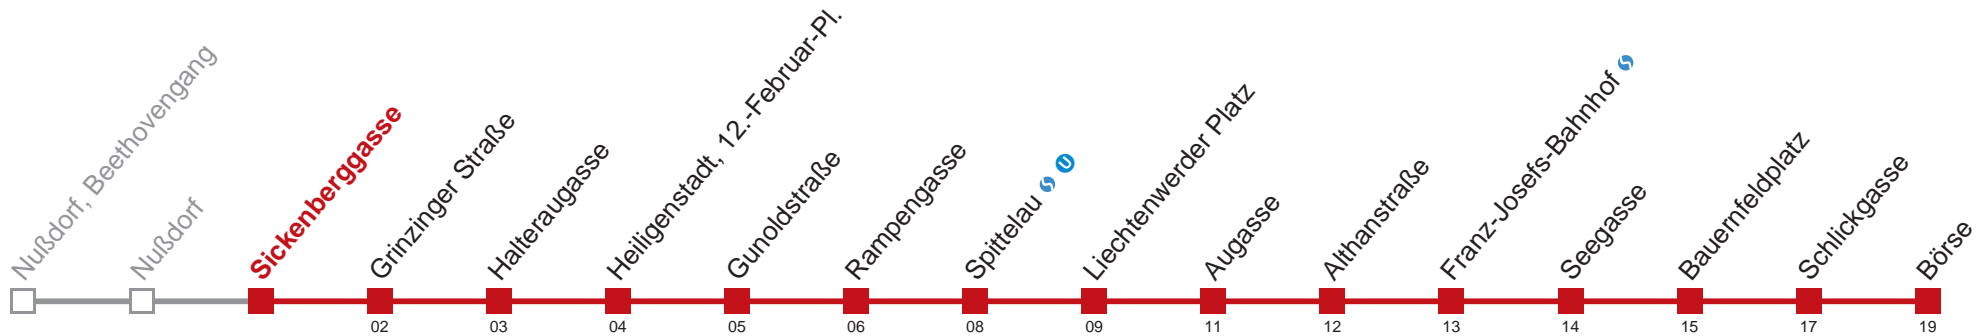 Nußdorf, Beethovengang
Nußdorf
Sickenberggasse
Grinzinger Straße
Halteraugasse
Heiligenstadt, 12.-Februar-Pl.
Gunoldstraße
Rampengasse
Spittelau S U
Liechtenwerder Platz
Augasse
Althanstraße
Franz-Josefs-Bahnhof S
Seegasse
Bauernfeldplatz
Schlickgasse
Börse
02 03 04 05 06 08 09 11 12 13 14 15 17 19